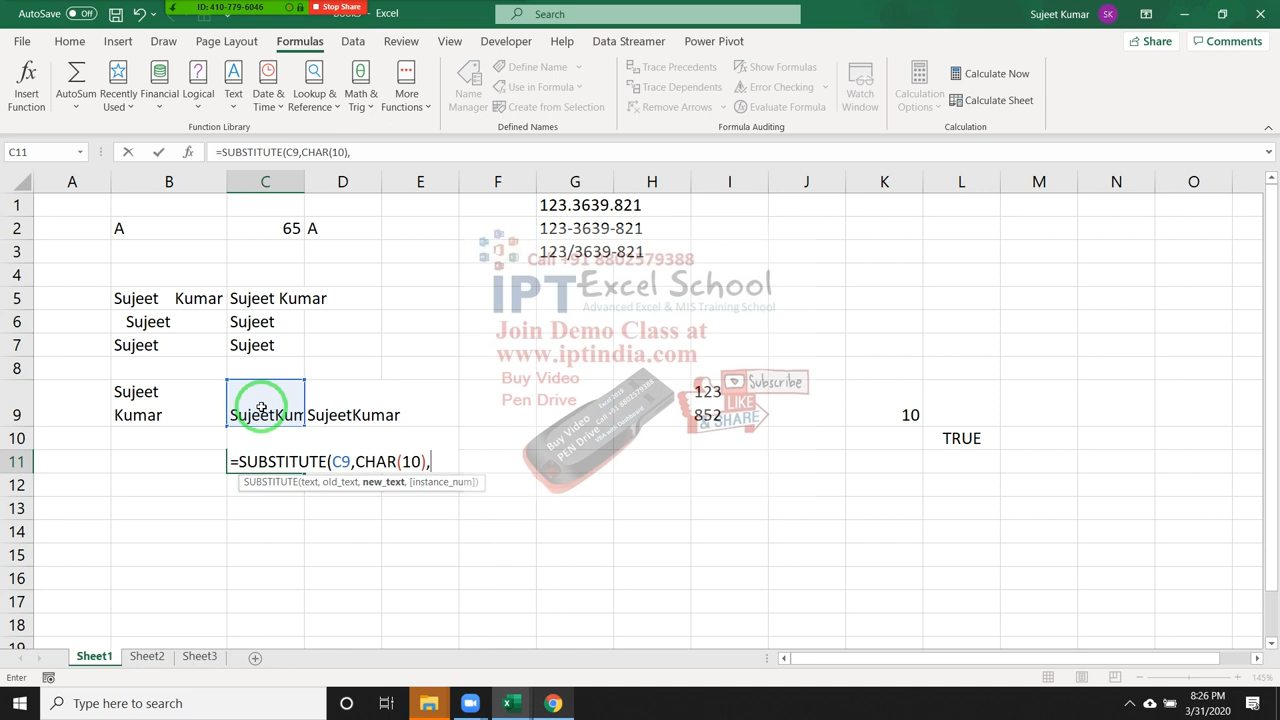 ID: 410-779-6046
Stop Share
AutoSave
Off
Excel
Search
Sujeet Kumar
SK
File
Home
Insert
Draw
Page Layout
Formulas
Data
Review
View
Developer
Help
Data Streamer
Power Pivot
Share
Comments
Insert Function
AutoSum
Recently Used
Financial
Logical
Text
Date & Time
Lookup & Reference
Math & Trig
More Functions
Name Manager
Define Name
Use in Formula
Create from Selection
Trace Precedents
Trace Dependents
Remove Arrows
Show Formulas
Error Checking
Evaluate Formula
Watch Window
Calculation Options
Calculate Now
Calculate Sheet
Function Library
Defined Names
Formula Auditing
Calculation
C11
fx
=SUBSTITUTE(C9,CHAR(10),
A B C D E F G H I J K L M N O
1 123.3639.821
2 A 65 A 123-3639-821
3 123/3639-821
Call +91 8802579388
4
IPT Excel School
Advanced Excel & MIS Training School
5 Sujeet Kumar Sujeet Kumar
6 Sujeet Sujeet
7 Sujeet Sujeet
Join Demo Class at
www.iptindia.com
8
Buy Video
Pen Drive
Subscribe
LIKE
& SHARE
Buy Video
PEN Drive
Sujeet 123
9 Kumar SujeetKum SujeetKumar 852 10
10 TRUE
11 =SUBSTITUTE(C9,CHAR(10),
SUBSTITUTE(text, old_text, new_text, [instance_num])
12
13
14
15
16
17
18
19
Sheet1
Sheet2
Sheet3
Enter
145%
Type here to search
8:26 PM
3/31/2020